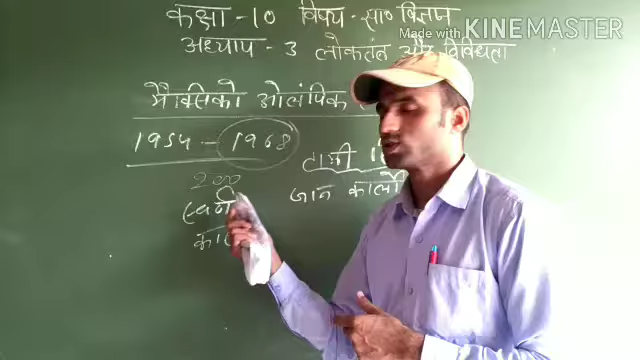 Made with KINEMASTER
कक्षा - 10 विषय - सा० विज्ञान
अध्याय - 3 लोकतंत्र और विविधता
मैक्सिको ओलंपिक
1954 - 1968
टामी
जान कार्लो
200
स्वर्ण